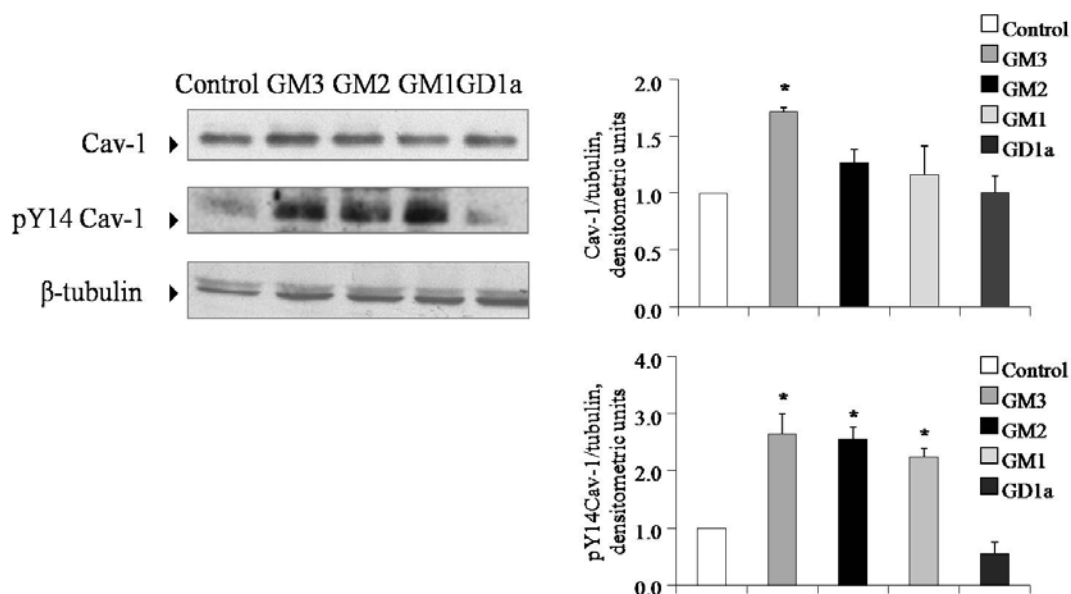 Control GM3 GM2 GM1GD1a
Cav-1
pY14 Cav-1
β-tubulin
Control
GM3
GM2
GM1
GD1a
Cav-1/tubulin,
densitometric units
2.0
1.5
1.0
0.5
0.0
*
Control
GM3
GM2
GM1
GD1a
pY14Cav-1/tubulin,
densitometric units
4.0
3.0
2.0
1.0
0.0
* * *